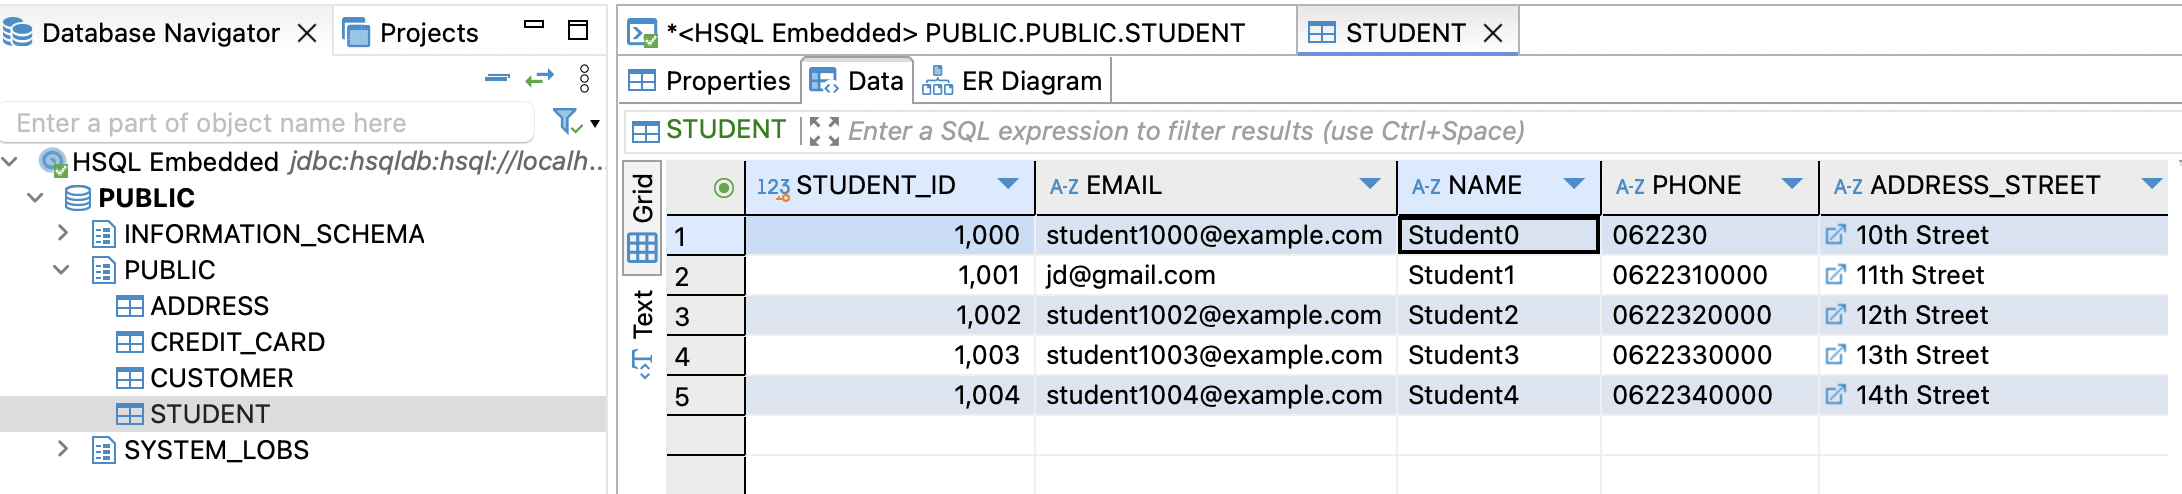 Database Navigator
Projects
Enter a part of object name here
HSQL Embedded jdbc:hsqldb:hsql://localh...
PUBLIC
INFORMATION_SCHEMA
PUBLIC
ADDRESS
CREDIT_CARD
CUSTOMER
STUDENT
SYSTEM_LOBS
*<HSQL Embedded> PUBLIC.PUBLIC.STUDENT
STUDENT
Properties
Data
ER Diagram
STUDENT
Enter a SQL expression to filter results (use Ctrl+Space)
Grid
Text
123 STUDENT_ID A-Z EMAIL A-Z NAME A-Z PHONE A-Z ADDRESS_STREET
1 1,000 student1000@example.com Student0 062230 10th Street
2 1,001 jd@gmail.com Student1 0622310000 11th Street
3 1,002 student1002@example.com Student2 0622320000 12th Street
4 1,003 student1003@example.com Student3 0622330000 13th Street
5 1,004 student1004@example.com Student4 0622340000 14th Street